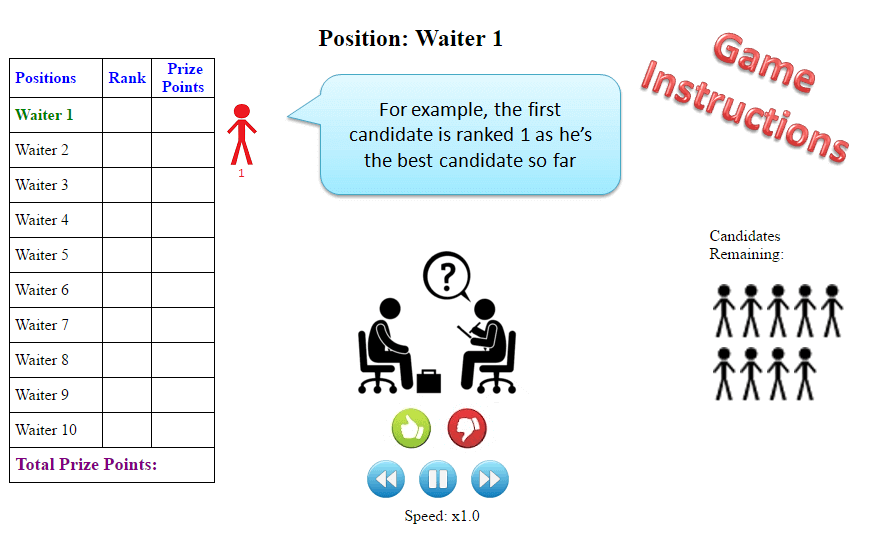 Position: Waiter 1
Game
Instructions
Positions Rank Prize Points
Waiter 1
Waiter 2
Waiter 3
Waiter 4
Waiter 5
Waiter 6
Waiter 7
Waiter 8
Waiter 9
Waiter 10
Total Prize Points:
1
For example, the first
candidate is ranked 1 as he’s
the best candidate so far
?
Candidates
Remaining:
Speed: x1.0